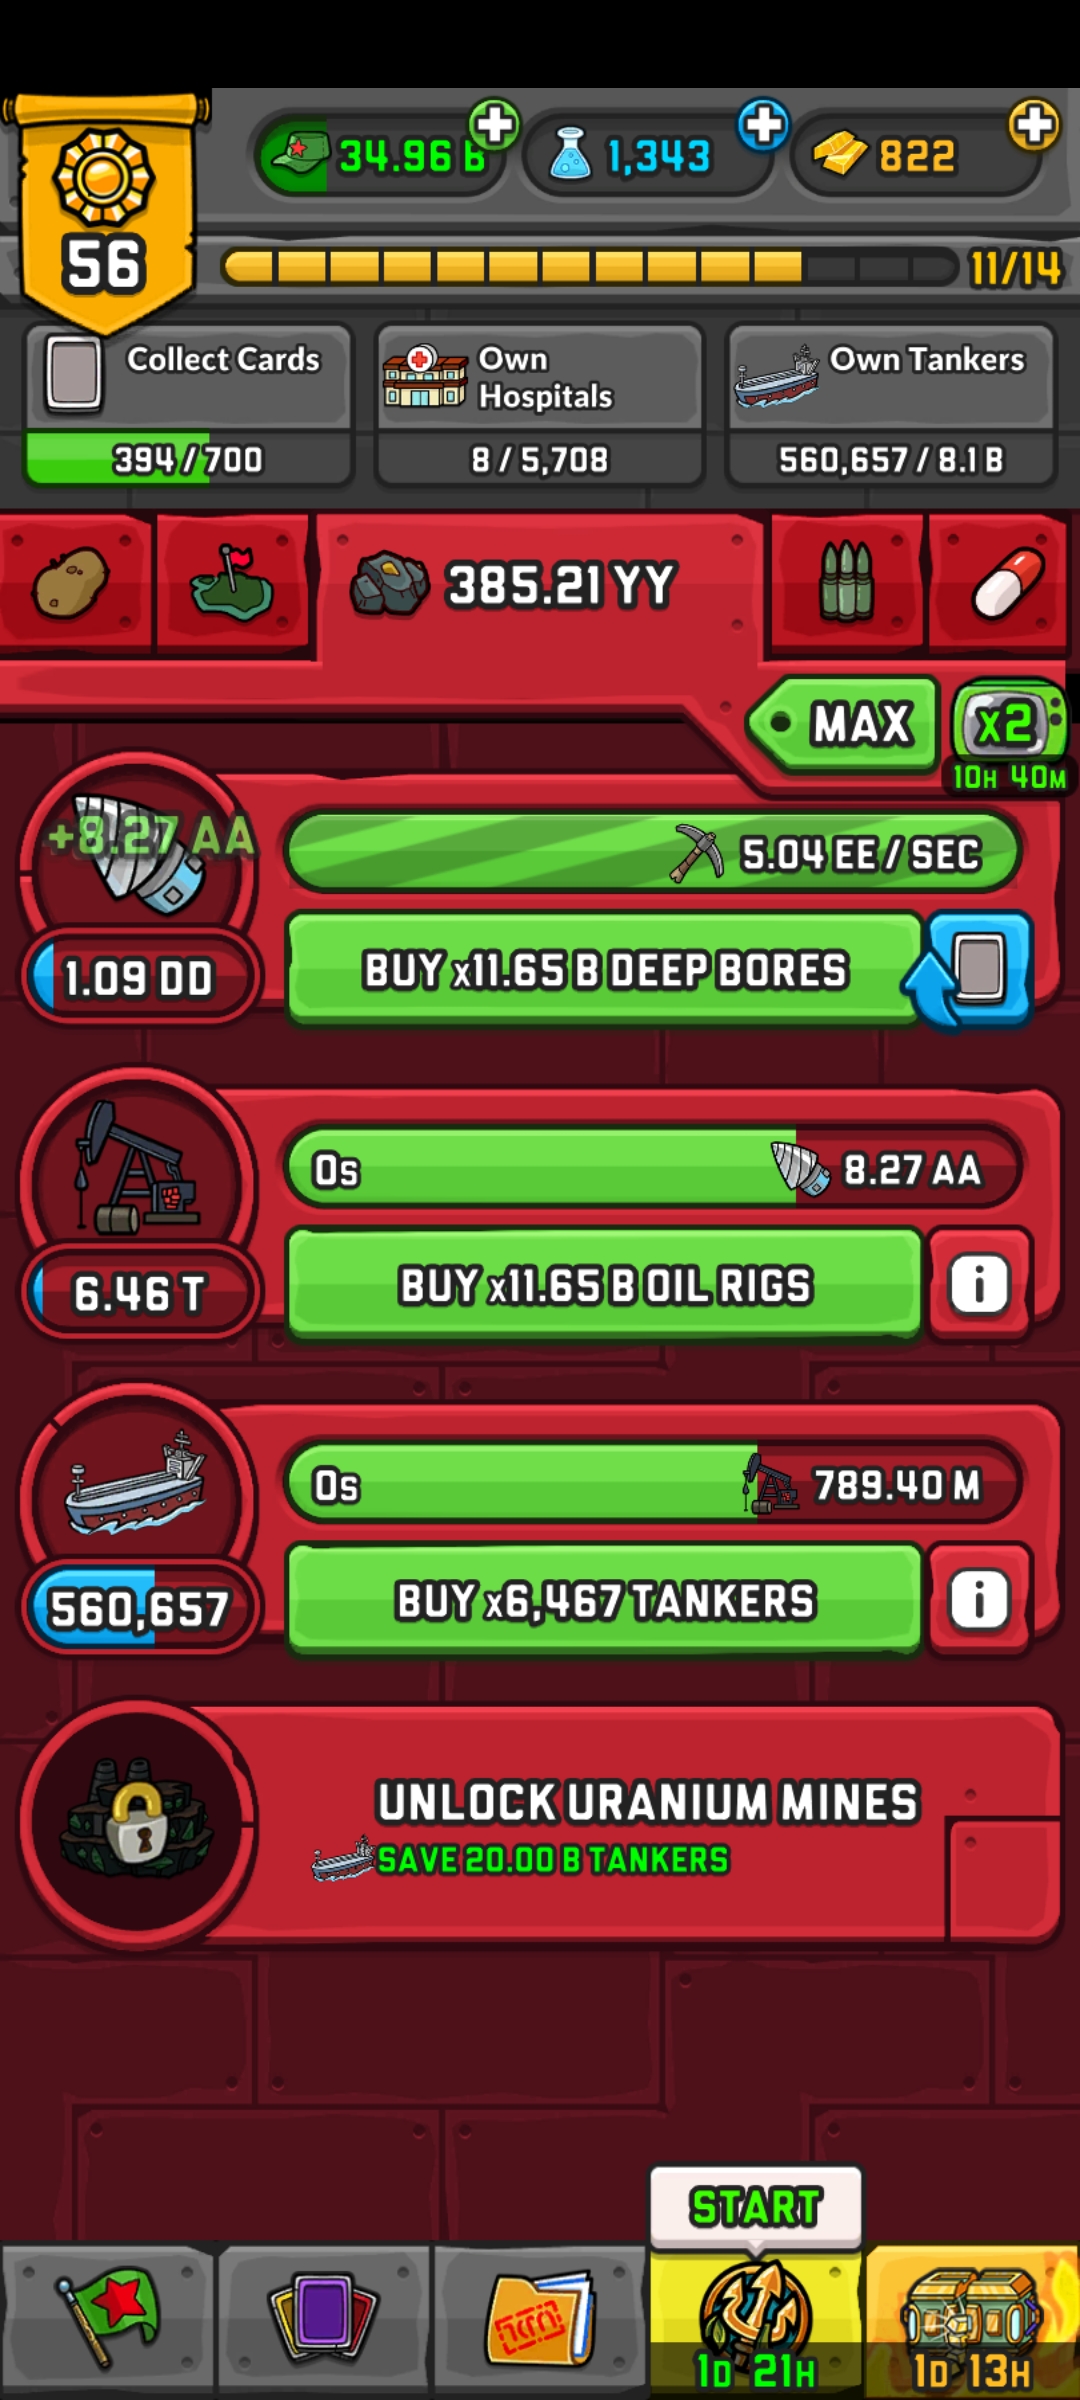 56
34.96 B
1,343
822
11/14
Collect Cards
394/700
Own
Hospitals
8/5,708
Own Tankers
560,657/8.1 B
385.21 YY
MAX
x2
10H 40M
+8.27 AA
5.04 EE / SEC
1.09 DD
BUY x11.65 B DEEP BORES
0s
8.27 AA
6.46 T
BUY x11.65 B OIL RIGS
i
0s
789.40 M
560,657
BUY x6,467 TANKERS
i
UNLOCK URANIUM MINES
SAVE 20.00 B TANKERS
START
1D 21H
1D 13H